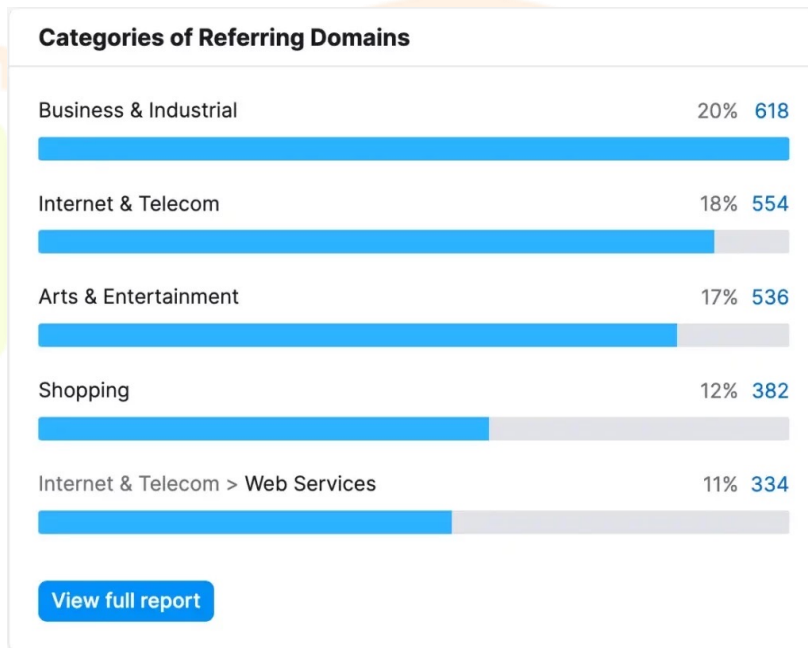 Categories of Referring Domains
Business & Industrial 20% 618
Internet & Telecom 18% 554
Arts & Entertainment 17% 536
Shopping 12% 382
Internet & Telecom > Web Services 11% 334
View full report